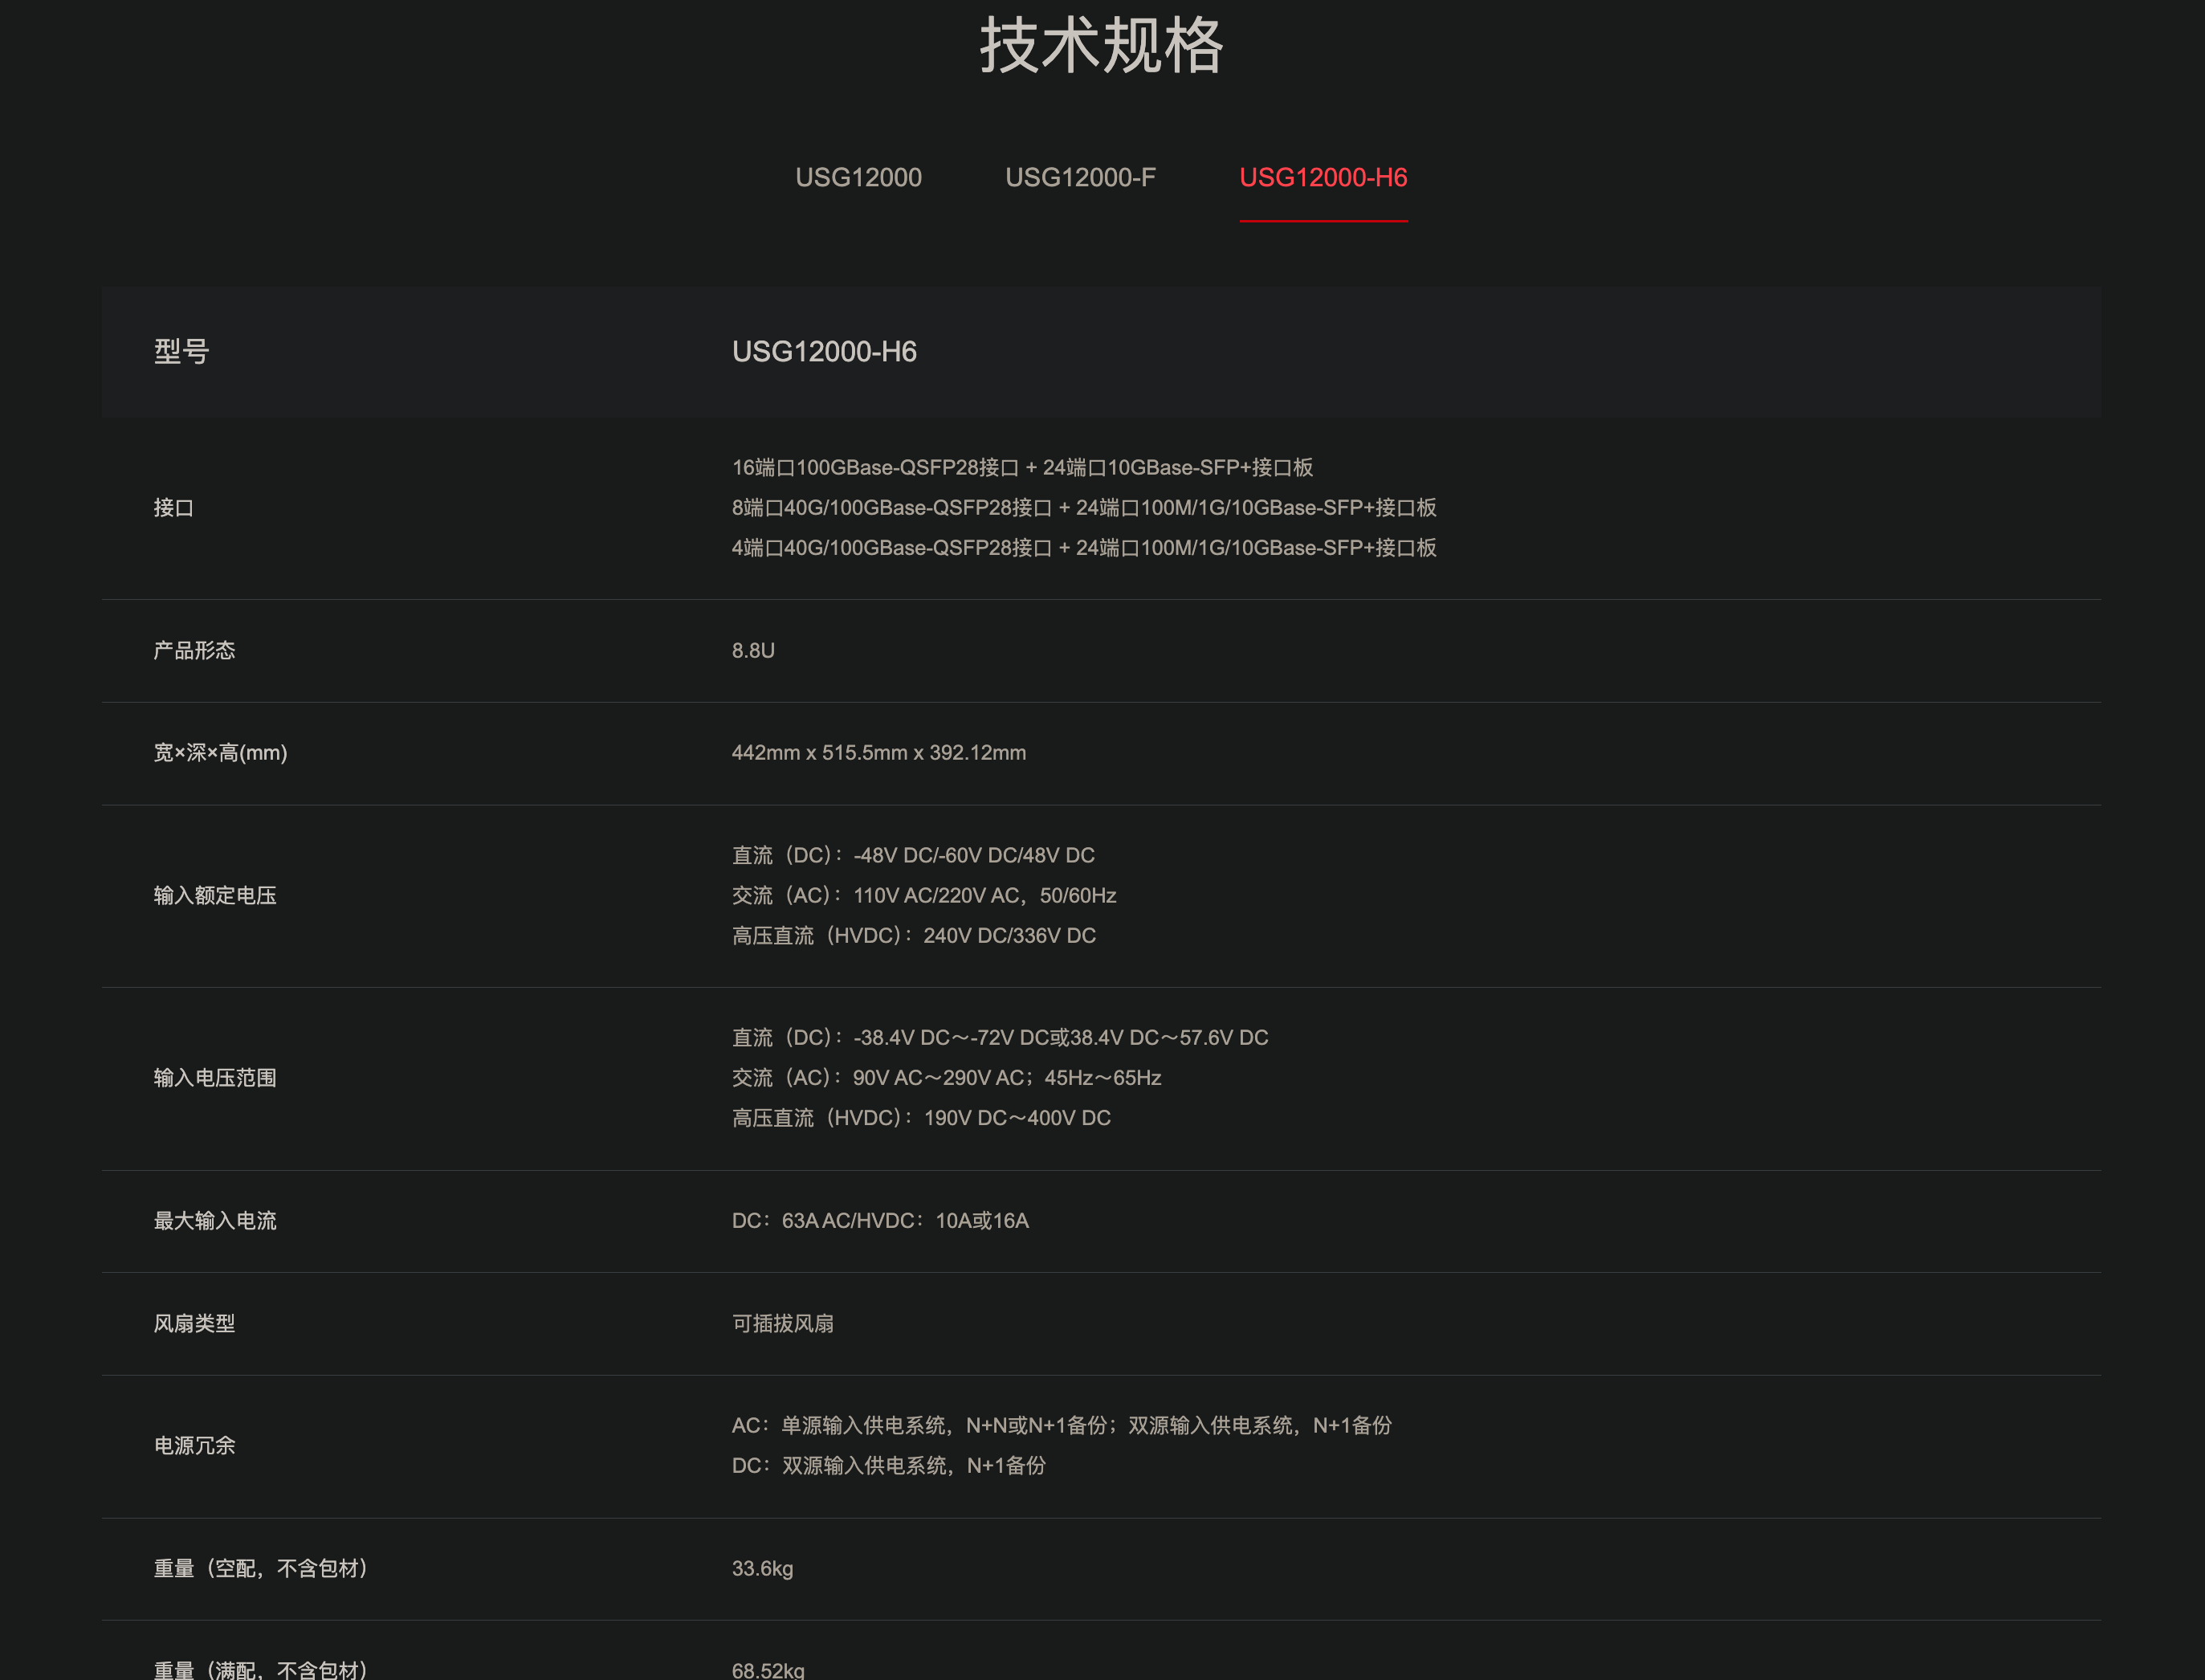 技术规格
USG12000 USG12000-F USG12000-H6
型号 USG12000-H6
接口
16端口100GBase-QSFP28接口 + 24端口10GBase-SFP+接口板
8端口40G/100GBase-QSFP28接口 + 24端口100M/1G/10GBase-SFP+接口板
4端口40G/100GBase-QSFP28接口 + 24端口100M/1G/10GBase-SFP+接口板
产品形态 8.8U
宽×深×高(mm) 442mm x 515.5mm x 392.12mm
输入额定电压
直流（DC）：-48V DC/-60V DC/48V DC
交流（AC）：110V AC/220V AC，50/60Hz
高压直流（HVDC）：240V DC/336V DC
输入电压范围
直流（DC）：-38.4V DC～-72V DC或38.4V DC～57.6V DC
交流（AC）：90V AC～290V AC；45Hz～65Hz
高压直流（HVDC）：190V DC～400V DC
最大输入电流 DC：63A AC/HVDC：10A或16A
风扇类型 可插拔风扇
电源冗余
AC：单源输入供电系统，N+N或N+1备份；双源输入供电系统，N+1备份
DC：双源输入供电系统，N+1备份
重量（空配，不含包材） 33.6kg
重量（满配，不含包材） 68.52kg